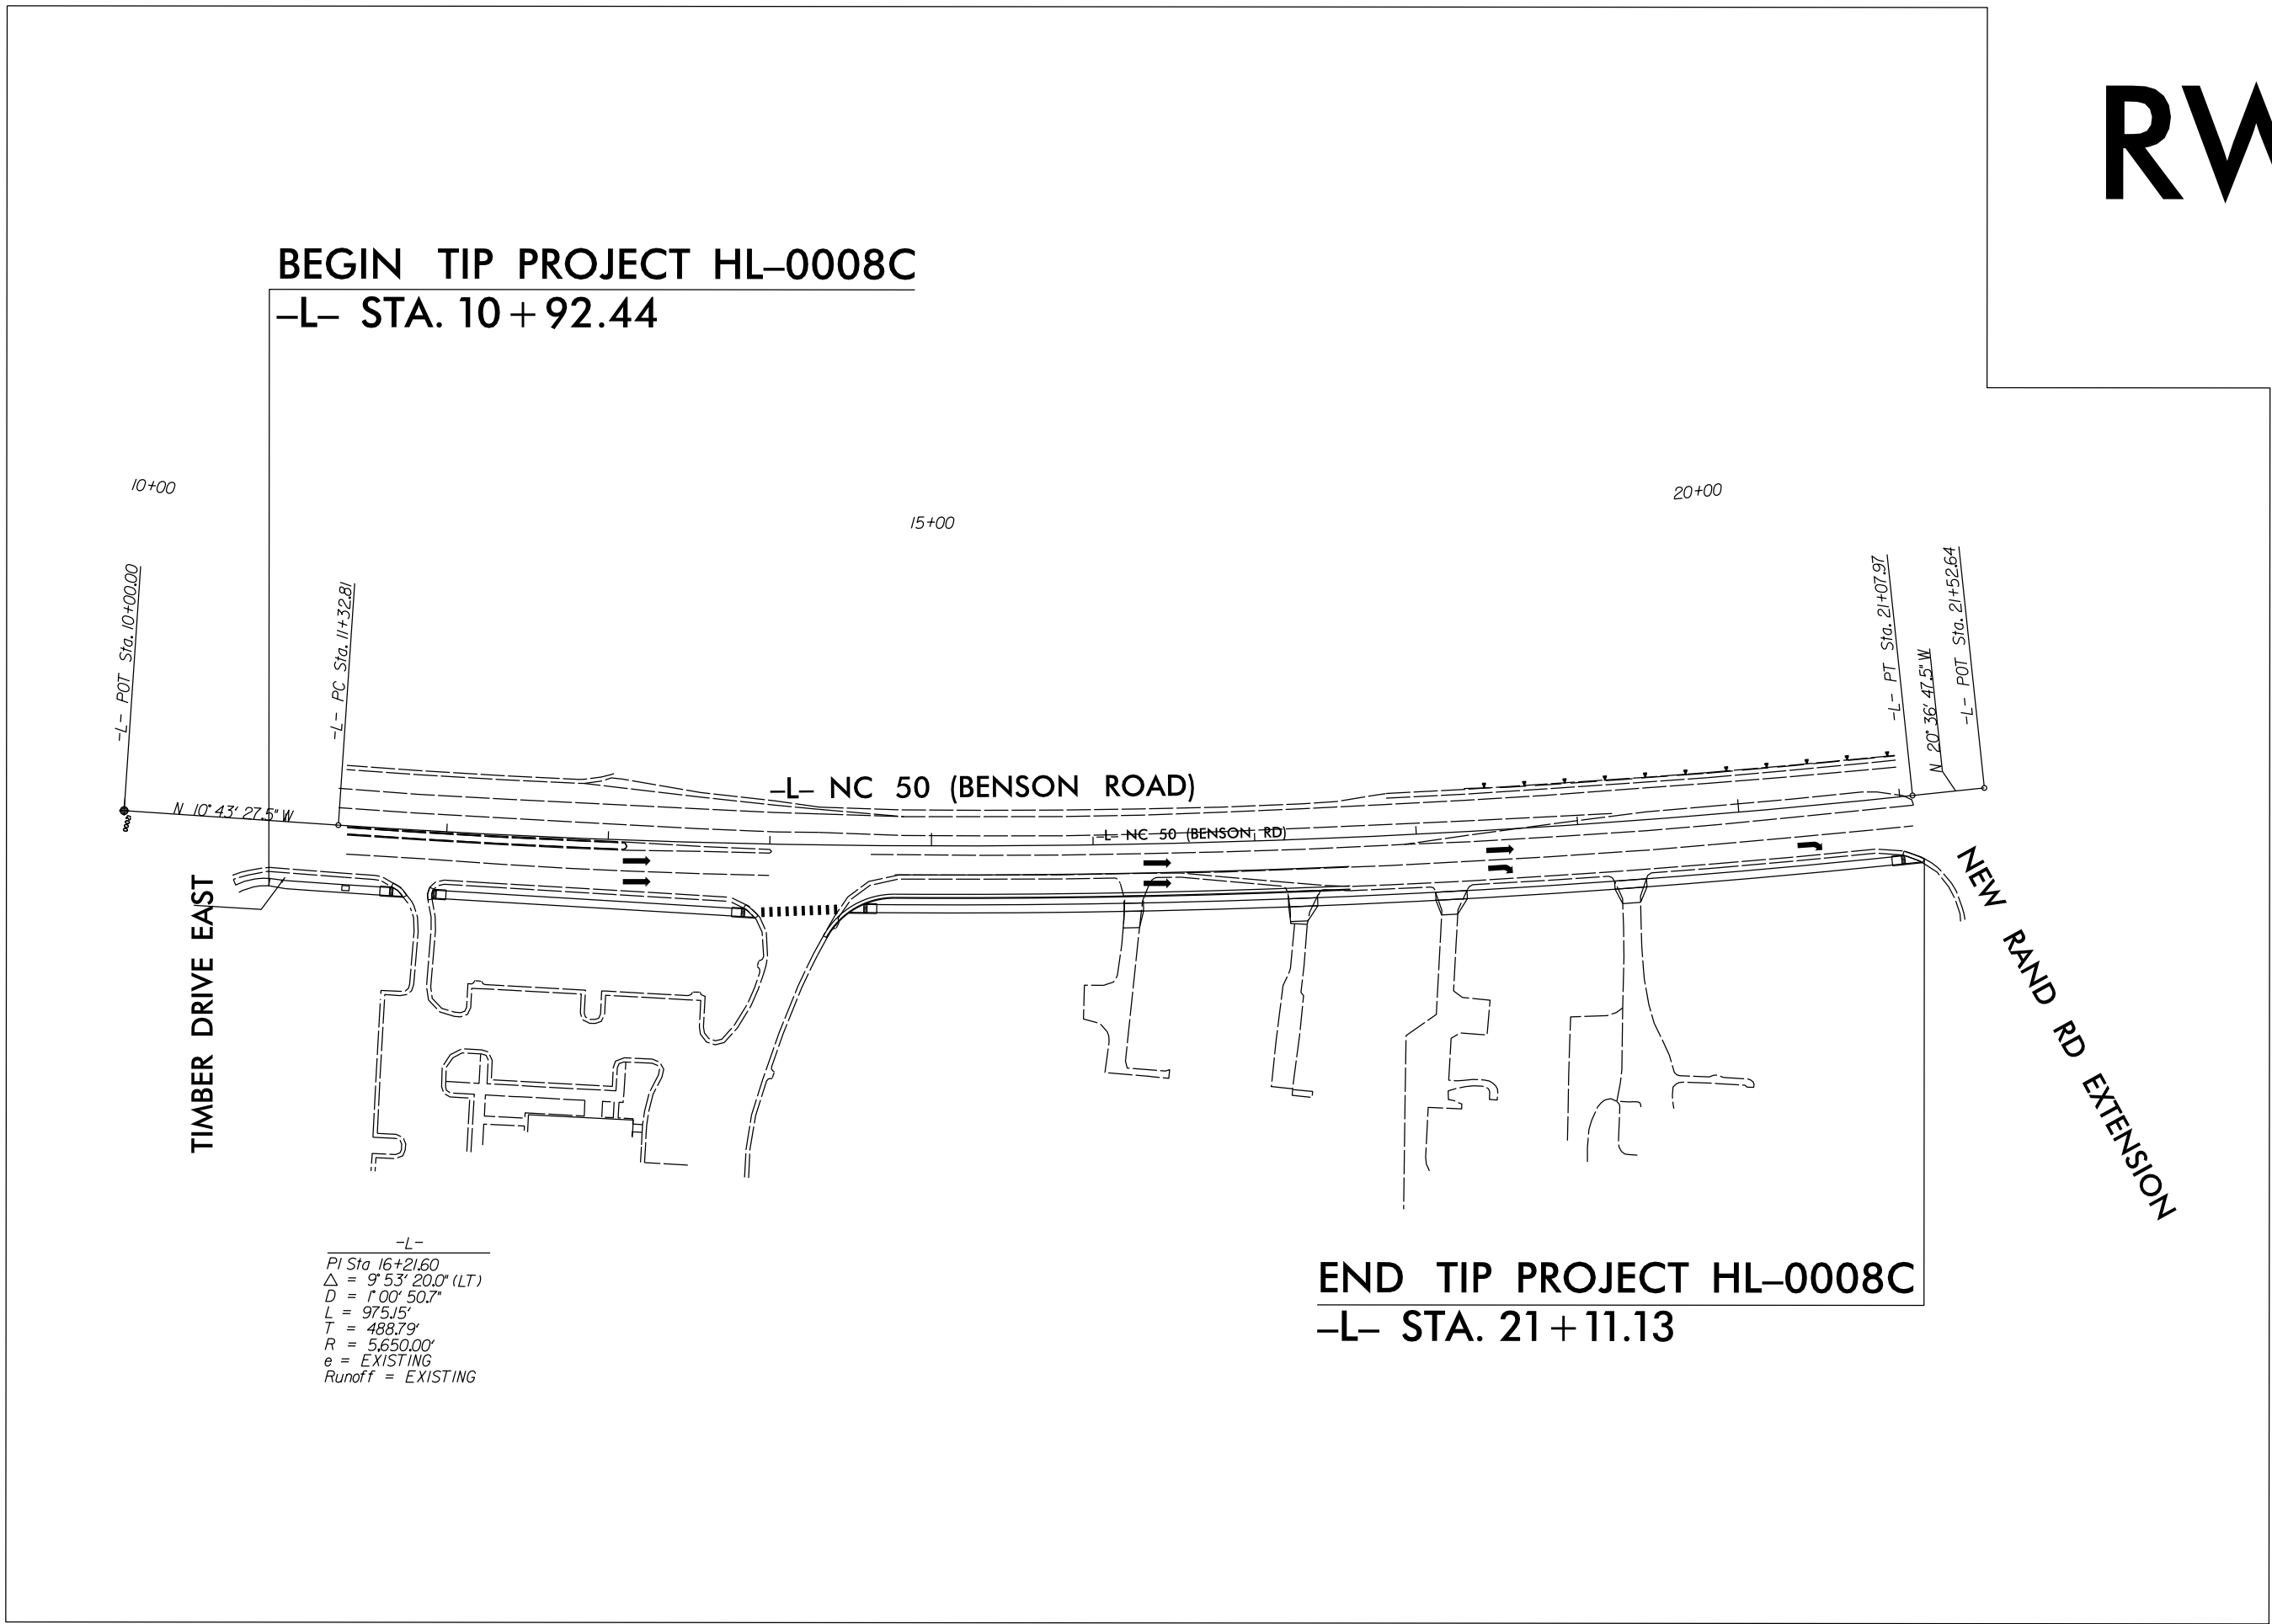 RW
BEGIN TIP PROJECT HL–0008C
–L– STA. 10+92.44
10+00
15+00
20+00
-L- POT Sta. 10+00.00
-L- PC Sta. 11+32.81
-L- PT Sta. 21+07.97
N 20° 36' 47.5" W
-L- POT Sta. 21+52.64
N 10° 43' 27.5" W
–L– NC 50 (BENSON ROAD)
–L– NC 50 (BENSON RD)
TIMBER DRIVE EAST
NEW RAND RD EXTENSION
-L-
PI Sta 16+21.60
△ = 9° 53' 20.0" (LT)
D = 1° 00' 50.7"
L = 975.15'
T = 488.79'
R = 5,650.00'
e = EXISTING
Runoff = EXISTING
END TIP PROJECT HL–0008C
–L– STA. 21+11.13